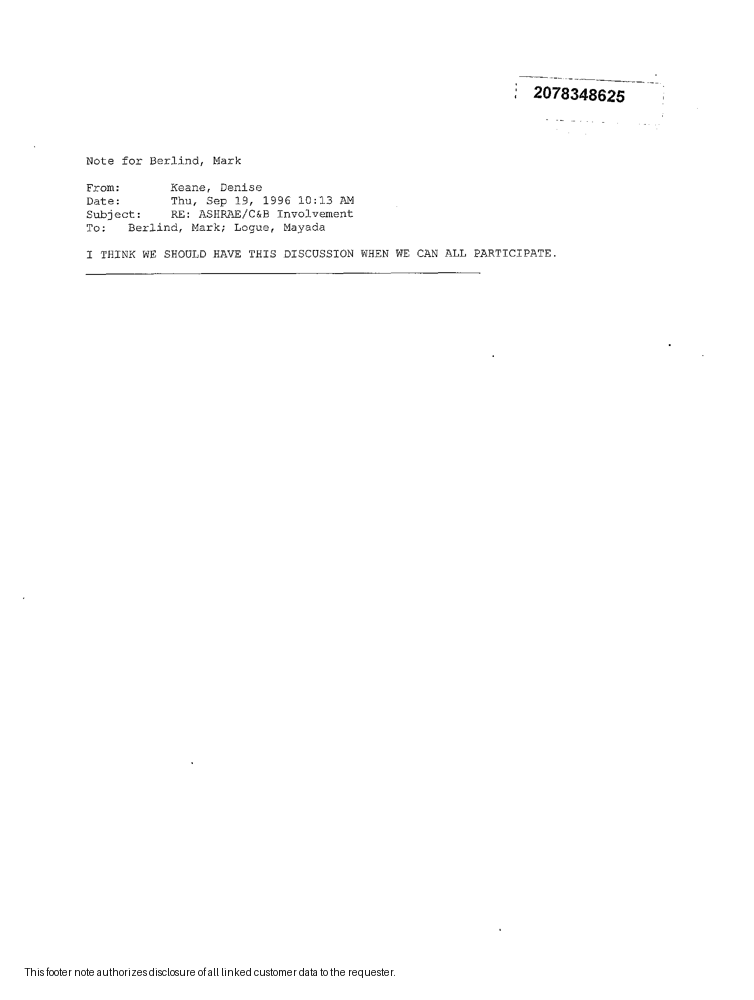 2078348625
Note for Berlind, Mark
From: Keane, Denise
Date: Thu, Sep 19, 1996 10:13 AM
Subject: RE: ASHRAE/C&B Involvement
To: Berlind, Mark; Logue, Mayada
I THINK WE SHOULD HAVE THIS DISCUSSION WHEN WE CAN ALL PARTICIPATE.
This footer note authorizes disclosure of all linked customer data to the requester.